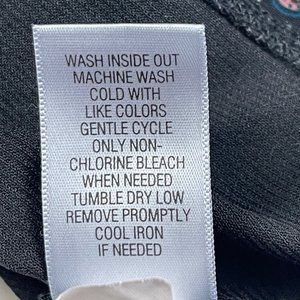 WASH INSIDE OUT
MACHINE WASH
COLD WITH
LIKE COLORS
GENTLE CYCLE
ONLY NON-
CHLORINE BLEACH
WHEN NEEDED
TUMBLE DRY LOW
REMOVE PROMPTLY
COOL IRON
IF NEEDED